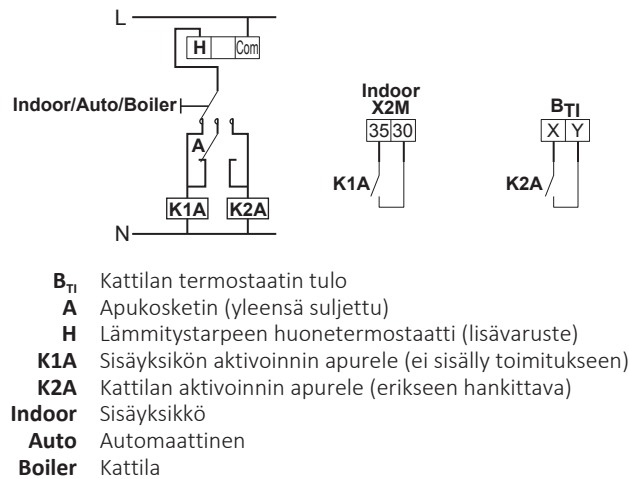 L
H Com
Indoor/Auto/Boiler
A
K1A K2A
N
Indoor
X2M
35 30
K1A
BTI
X Y
K2A
BTI Kattilan termostaatin tulo
A Apukosketin (yleensä suljettu)
H Lämmitystarpeen huonetermostaatti (lisävaruste)
K1A Sisäyksikön aktivoinnin apurele (ei sisälly toimitukseen)
K2A Kattilan aktivoinnin apurele (erikseen hankittava)
Indoor Sisäyksikkö
Auto Automaattinen
Boiler Kattila